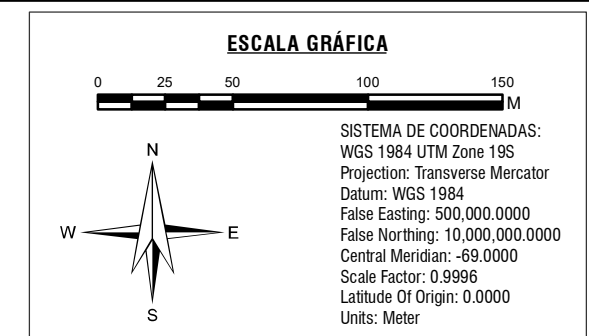 ESCALA GRÁFICA
0 25 50 100 150
M
SISTEMA DE COORDENADAS:
WGS 1984 UTM Zone 19S
Projection: Transverse Mercator
Datum: WGS 1984
False Easting: 500,000.0000
False Northing: 10,000,000.0000
Central Meridian: -69.0000
Scale Factor: 0.9996
Latitude Of Origin: 0.0000
Units: Meter
N
W E
S